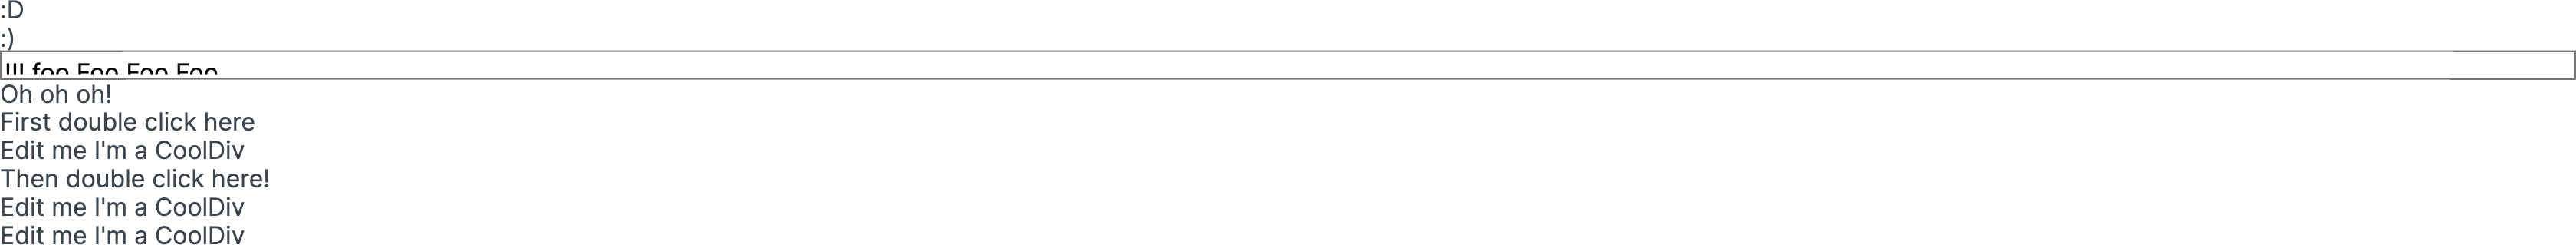 :D
:)
foo Foo Foo Foo
Oh oh oh!
First double click here
Edit me I'm a CoolDiv
Then double click here!
Edit me I'm a CoolDiv
Edit me I'm a CoolDiv